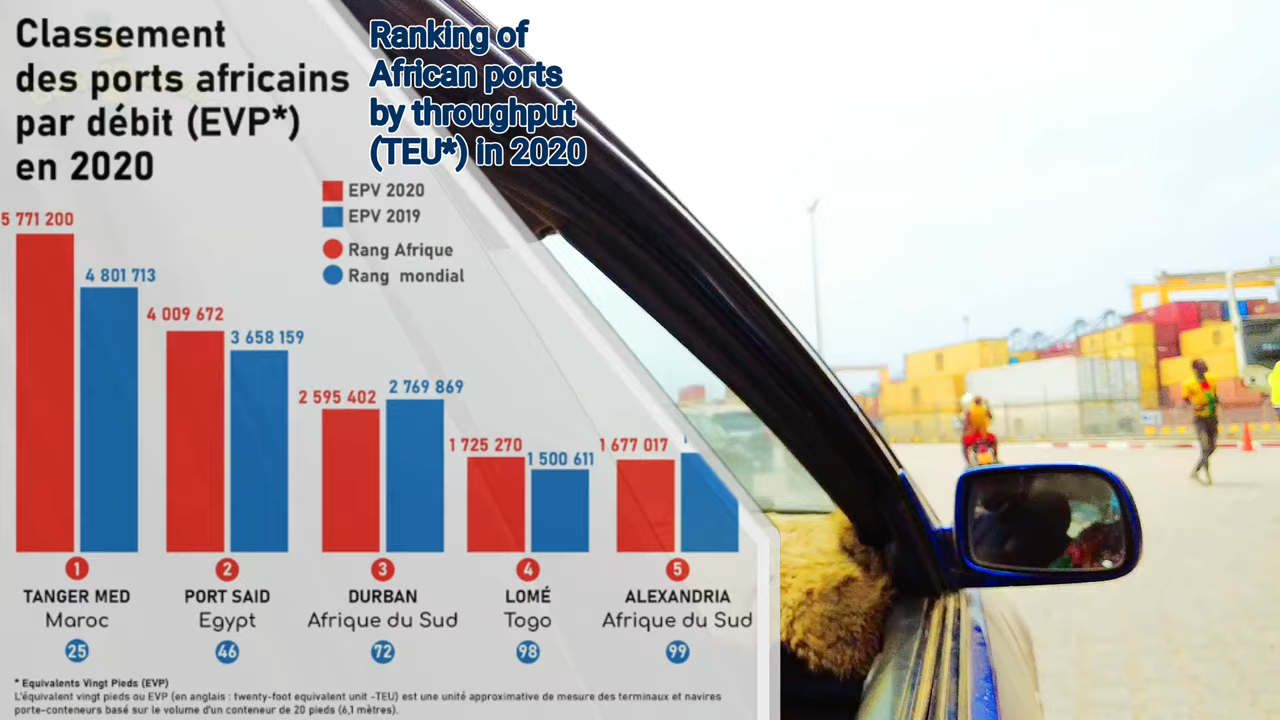 Classement
des ports africains
par débit (EVP*)
en 2020
Ranking of
African ports
by throughput
(TEU*) in 2020
EPV 2020
EPV 2019
Rang Afrique
Rang mondial
5 771 200
4 801 713
4 009 672
3 658 159
2 595 402
2 769 869
1 725 270
1 500 611
1 677 017
1 2 3 4 5
TANGER MED PORT SAID DURBAN LOMÉ ALEXANDRIA
Maroc Egypt Afrique du Sud Togo Afrique du Sud
25 46 72 98 99
* Equivalents Vingt Pieds (EVP)
L'équivalent vingt pieds ou EVP (en anglais : twenty-foot equivalent unit -TEU) est une unité approximative de mesure des terminaux et navires
porte-conteneurs basé sur le volume d'un conteneur de 20 pieds (6,1 mètres).